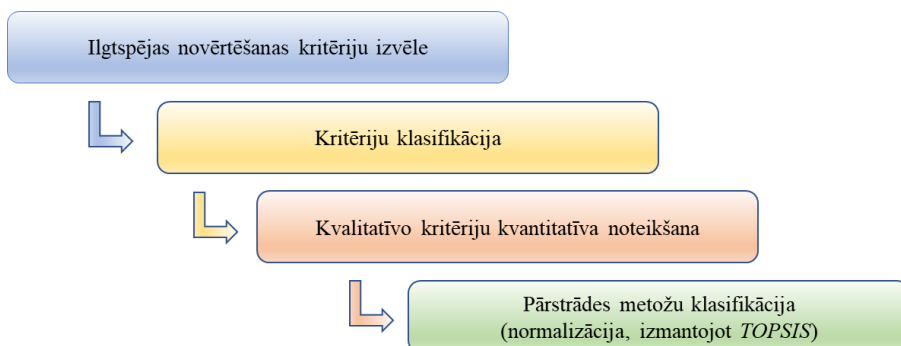 Ilgtspējas novērtēšanas kritēriju izvēle
Kritēriju klasifikācija
Kvalitatīvo kritēriju kvantitatīva noteikšana
Pārstrādes metožu klasifikācija
(normalizācija, izmantojot TOPSIS)